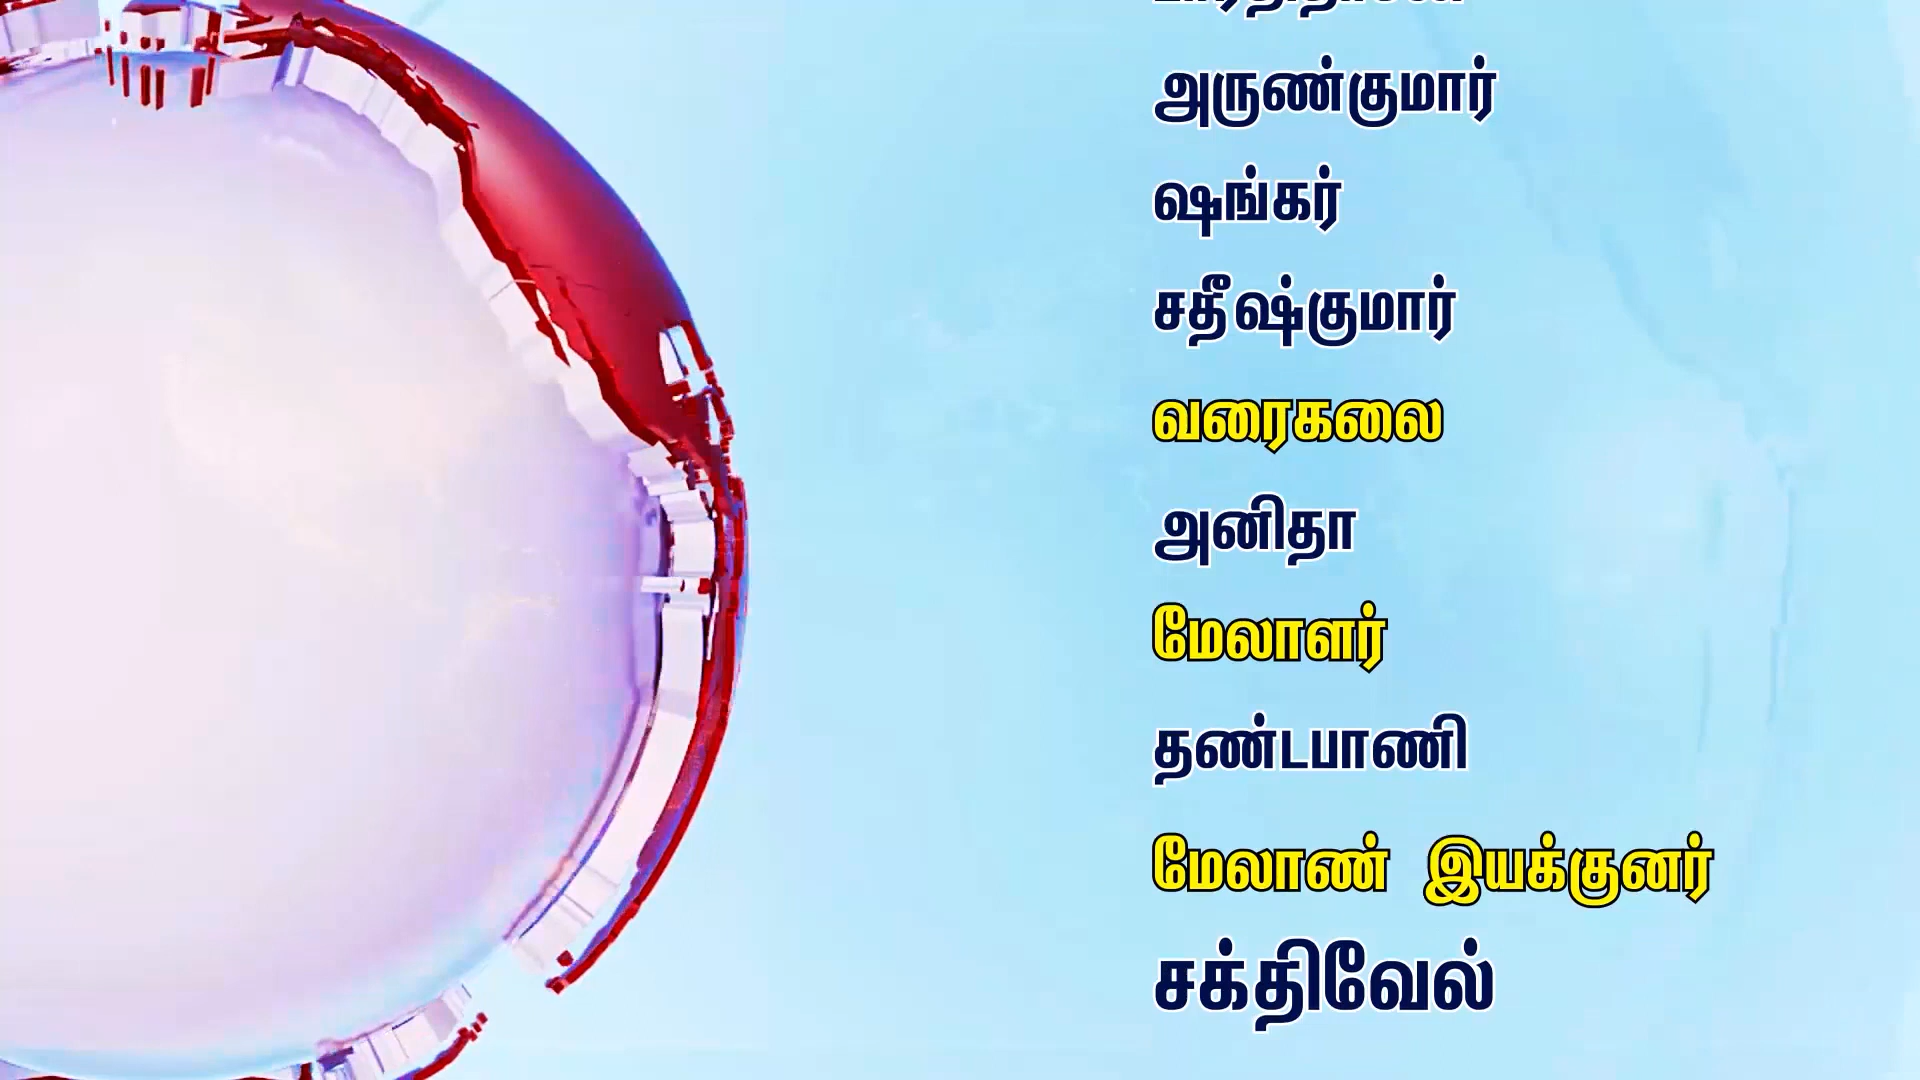 அருண்குமார்
ஷங்கர்
சதீஷ்குமார்
வரைகலை
அனிதா
மேலாளர்
தண்டபாணி
மேலாண் இயக்குனர்
சக்திவேல்